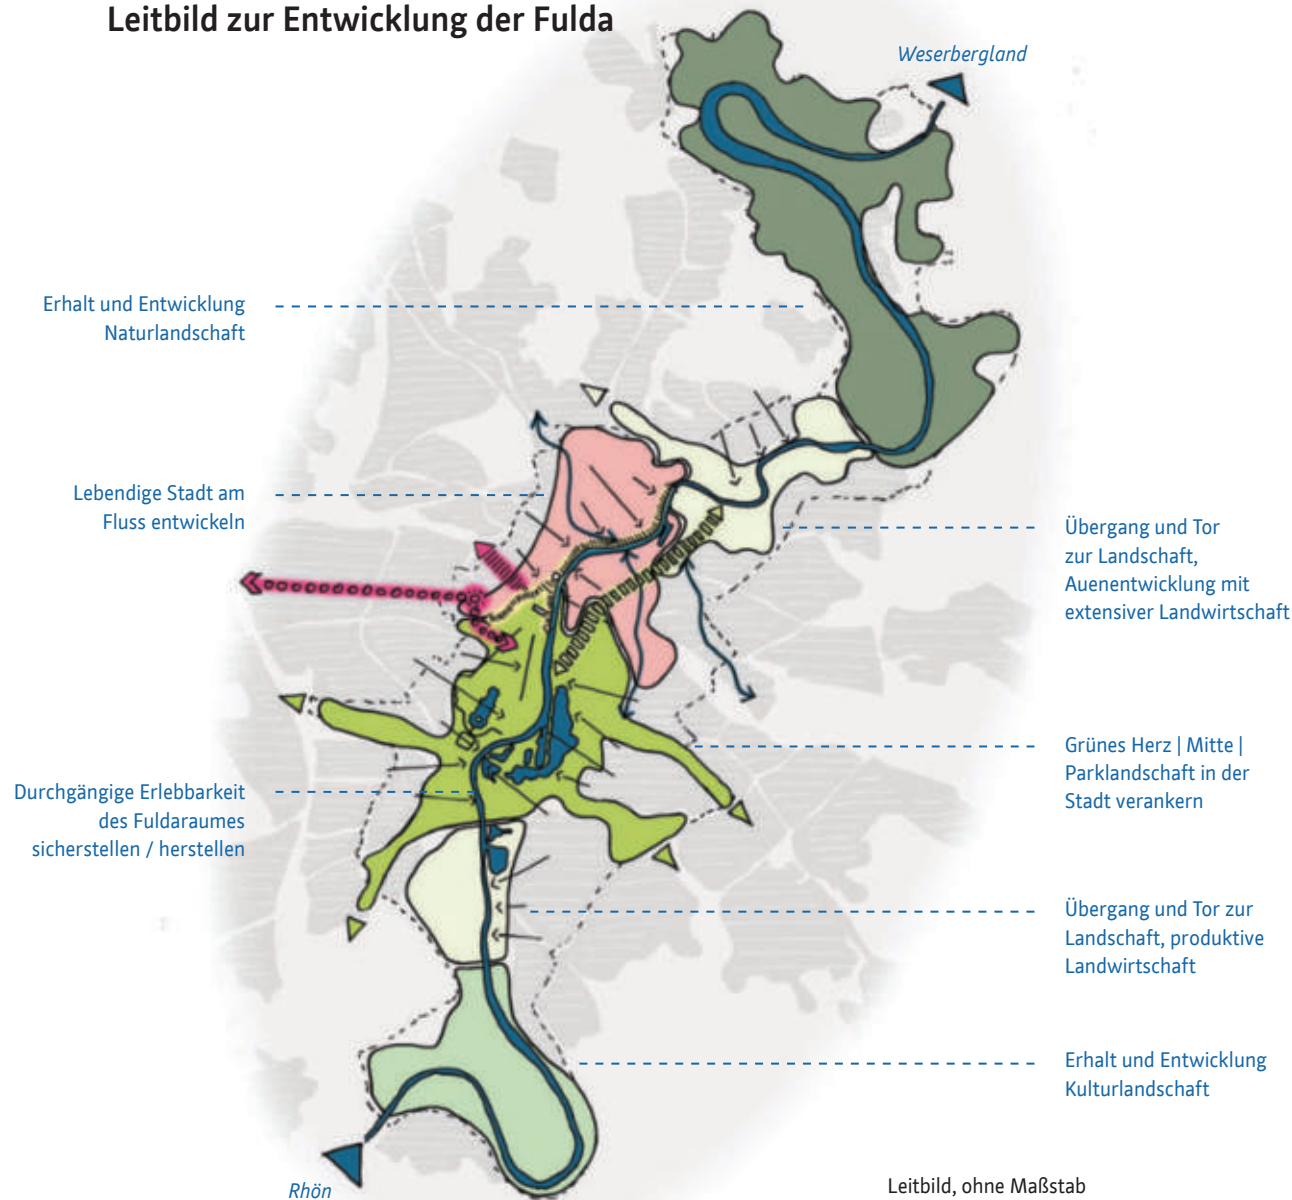 Leitbild zur Entwicklung der Fulda
Weserbergland
Erhalt und Entwicklung
Naturlandschaft
Lebendige Stadt am
Fluss entwickeln
Übergang und Tor
zur Landschaft,
Auenentwicklung mit
extensiver Landwirtschaft
Grünes Herz | Mitte |
Parklandschaft in der
Stadt verankern
Durchgängige Erlebbarkeit
des Fuldaraumes
sicherstellen / herstellen
Übergang und Tor zur
Landschaft, produktive
Landwirtschaft
Erhalt und Entwicklung
Kulturlandschaft
Rhön
Leitbild, ohne Maßstab